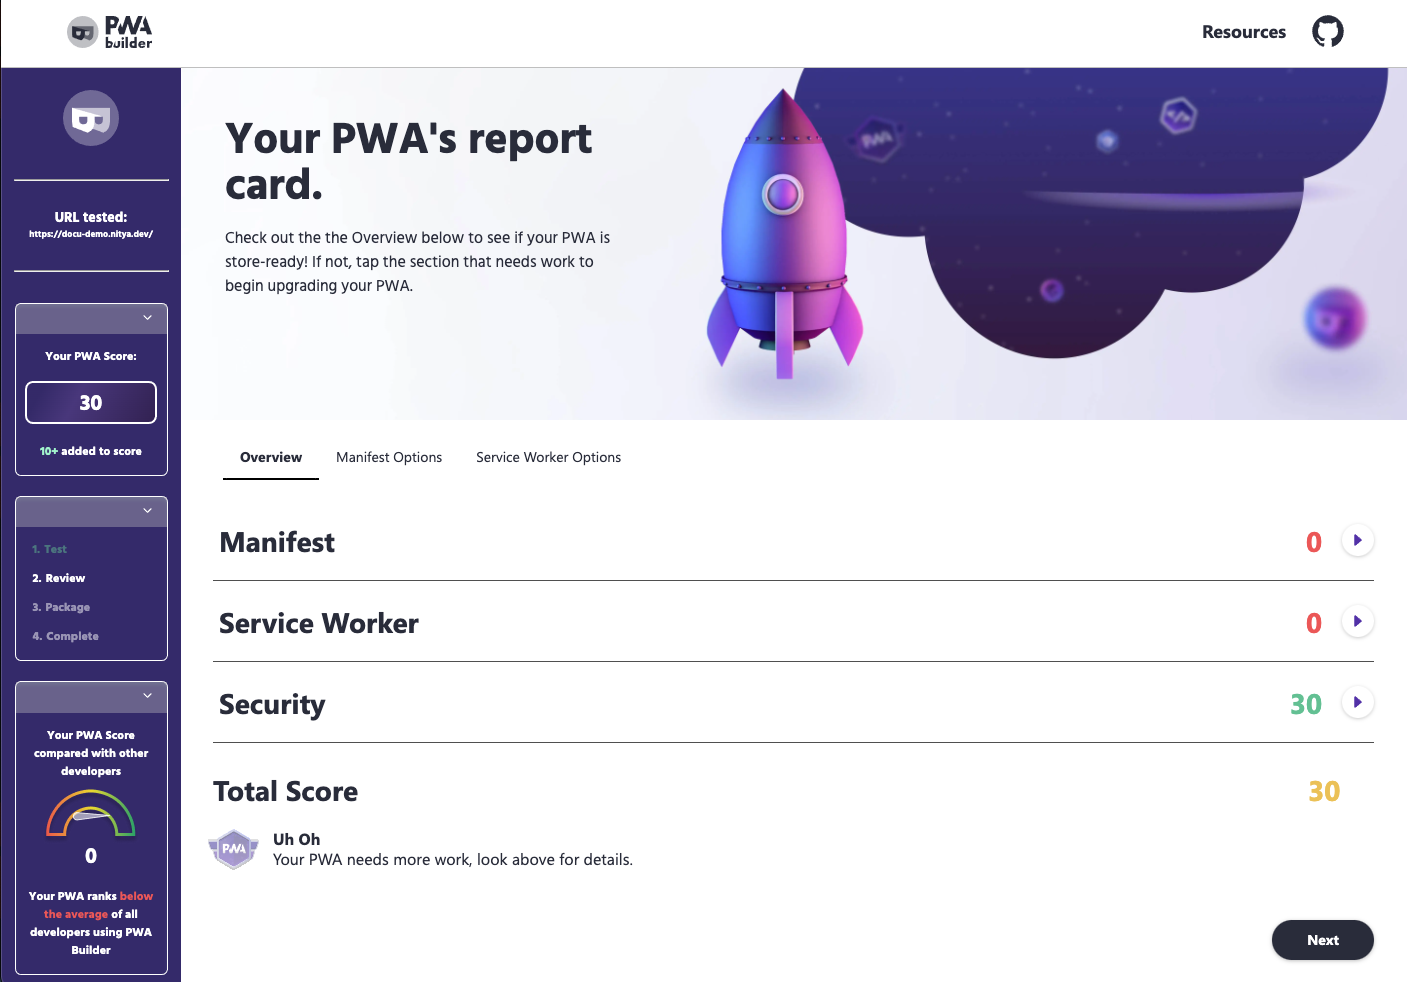 PWA
builder
Resources
URL tested:
https://docu-demo.nitya.dev/
Your PWA Score:
30
10+ added to score
1. Test
2. Review
3. Package
4. Complete
Your PWA Score
compared with other
developers
0
Your PWA ranks below
the average of all
developers using PWA
Builder
Your PWA's report
card.
Check out the the Overview below to see if your PWA is
store-ready! If not, tap the section that needs work to
begin upgrading your PWA.
PWA
</>
Overview Manifest Options Service Worker Options
Manifest 0
Service Worker 0
Security 30
Total Score 30
PWA
Uh Oh
Your PWA needs more work, look above for details.
Next